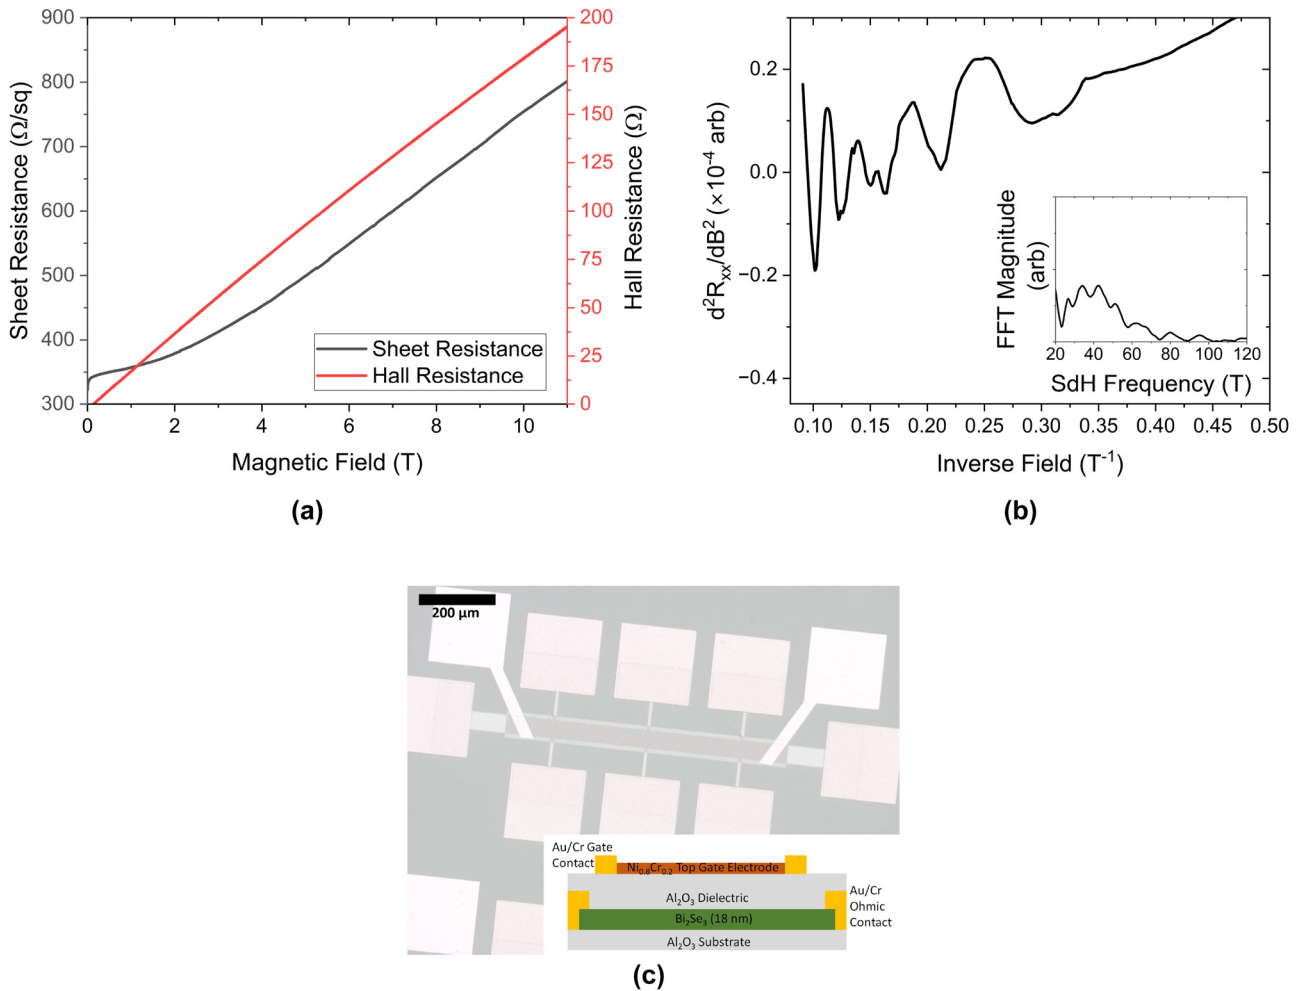 900
800
700
600
500
400
300
Sheet Resistance (Ω/sq)
200
175
150
125
100
75
50
25
0
Hall Resistance (Ω)
Sheet Resistance
Hall Resistance
0 2 4 6 8 10
Magnetic Field (T)
(a)
0.2
0.0
−0.2
−0.4
d²Rₓₓ/dB² (×10⁻⁴ arb)
FFT Magnitude
(arb)
20 40 60 80 100 120
SdH Frequency (T)
0.10 0.15 0.20 0.25 0.30 0.35 0.40 0.45 0.50
Inverse Field (T⁻¹)
(b)
200 µm
Au/Cr Gate
Contact
Ni₀.₈Cr₀.₂ Top Gate Electrode
Al₂O₃ Dielectric
Au/Cr
Ohmic
Contact
Bi₂Se₃ (18 nm)
Al₂O₃ Substrate
(c)